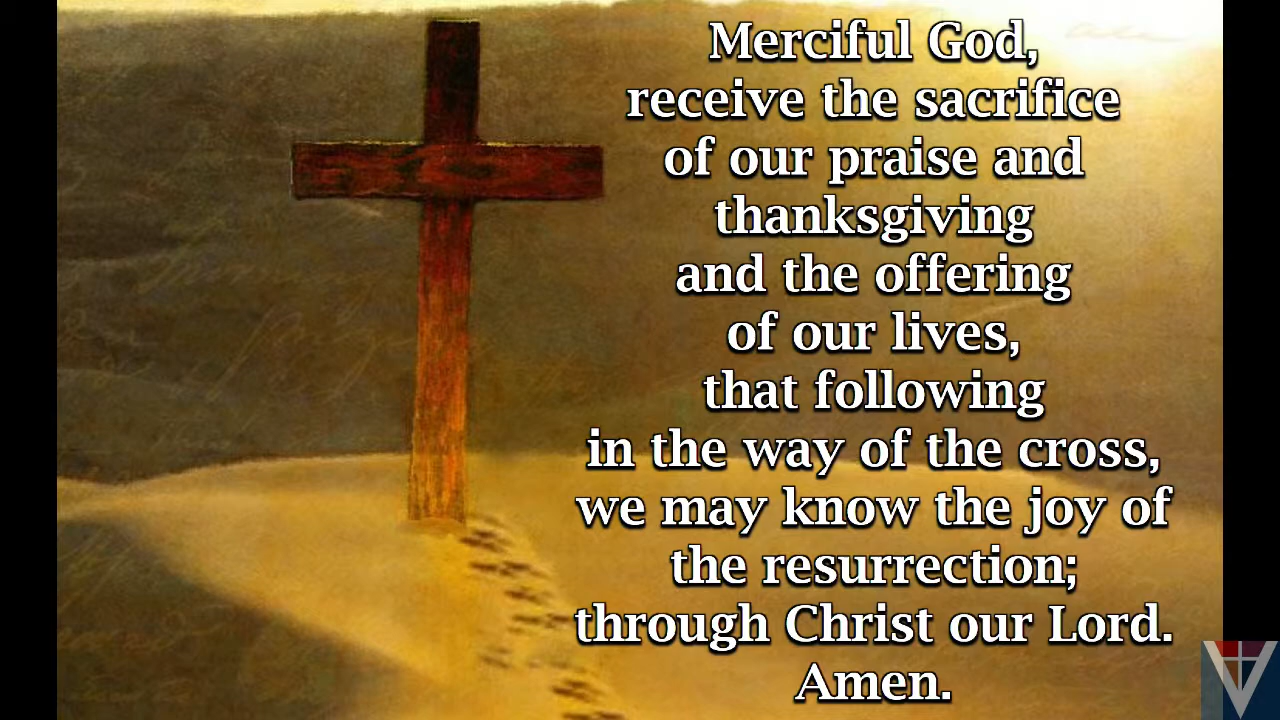 Merciful God,
receive the sacrifice
of our praise and
thanksgiving
and the offering
of our lives,
that following
in the way of the cross,
we may know the joy of
the resurrection;
through Christ our Lord.
Amen.